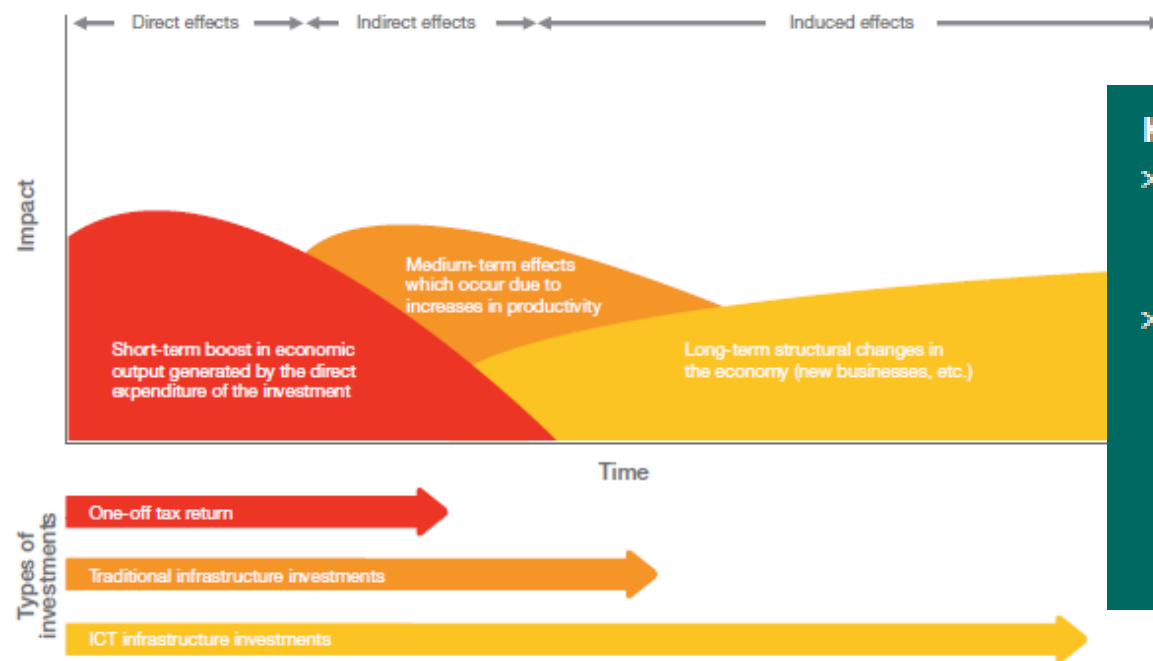 Direct effects
Indirect effects
Induced effects
Impact
Medium-term effects
which occur due to
increases in productivity
Short-term boost in economic
output generated by the direct
expenditure of the investment
Long-term structural changes in
the economy (new businesses, etc.)
Time
Types of
investments
One-off tax return
Traditional infrastructure investments
ICT infrastructure investments